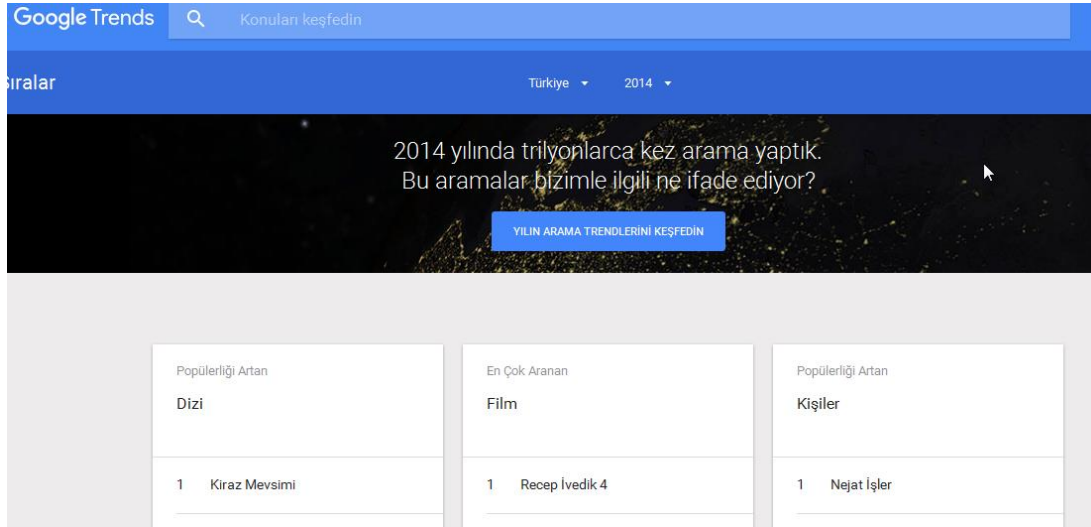 Google Trends
Konuları keşfedin
Sıralar
Türkiye
2014
2014 yılında trilyonlarca kez arama yaptık.
Bu aramalar bizimle ilgili ne ifade ediyor?
YILIN ARAMA TRENDLERİNİ KEŞFEDİN
Popülerliği Artan
Dizi
1 Kiraz Mevsimi
En Çok Aranan
Film
1 Recep İvedik 4
Popülerliği Artan
Kişiler
1 Nejat İşler